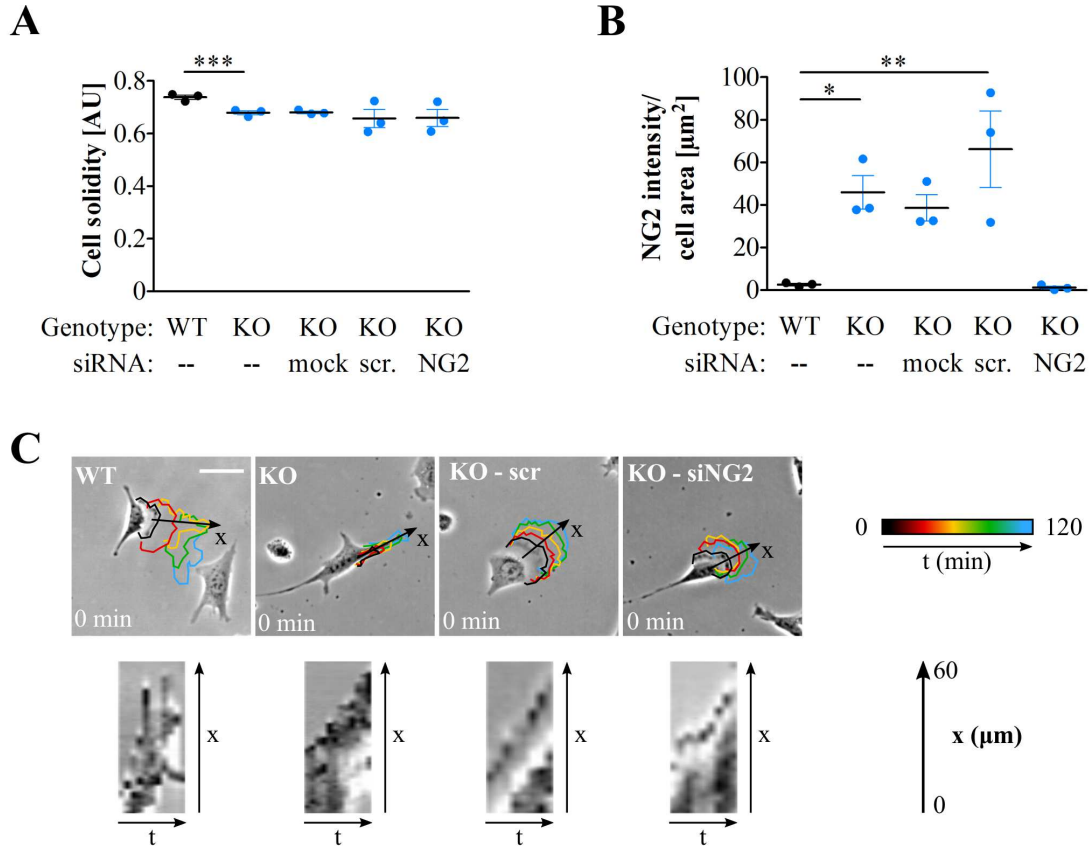 A
Cell solidity [AU]
0.8
0.6
0.4
0.2
0
***
Genotype: WT KO KO KO KO
siRNA: -- -- mock scr. NG2
B
NG2 intensity/
cell area [µm²]
100
80
60
40
20
0
**
*
Genotype: WT KO KO KO KO
siRNA: -- -- mock scr. NG2
C
WT
x
0 min
KO
x
0 min
KO - scr
x
0 min
KO - siNG2
x
0 min
0 120
t (min)
x
t
x
t
x
t
x
t
60
x (µm)
0